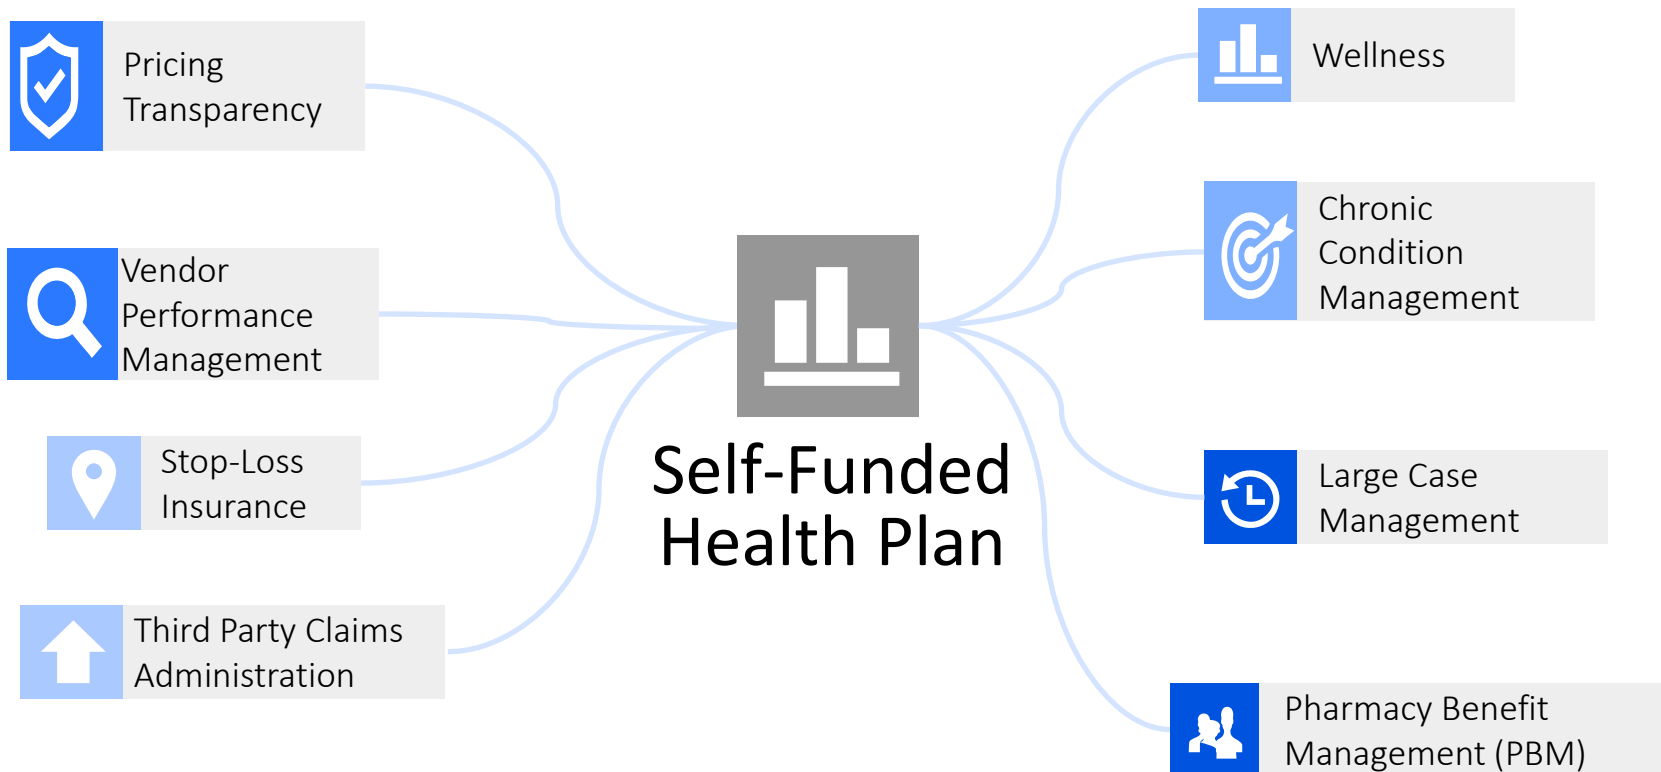 Pricing
Transparency
Vendor
Performance
Management
Stop-Loss
Insurance
Third Party Claims
Administration
Self-Funded
Health Plan
Wellness
Chronic
Condition
Management
Large Case
Management
Pharmacy Benefit
Management (PBM)